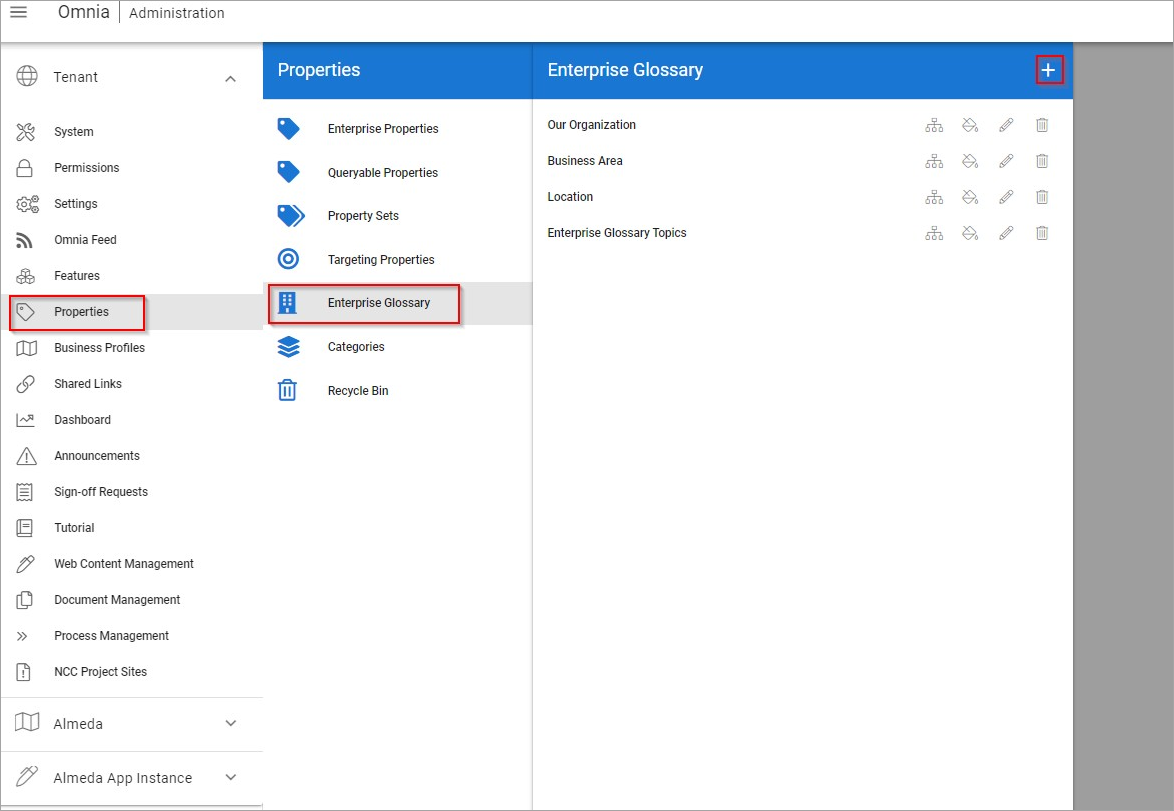 Omnia
Administration
Tenant
System
Permissions
Settings
Omnia Feed
Features
Properties
Business Profiles
Shared Links
Dashboard
Announcements
Sign-off Requests
Tutorial
Web Content Management
Document Management
Process Management
NCC Project Sites
Almeda
Almeda App Instance
Properties
Enterprise Properties
Queryable Properties
Property Sets
Targeting Properties
Enterprise Glossary
Categories
Recycle Bin
Enterprise Glossary
Our Organization
Business Area
Location
Enterprise Glossary Topics